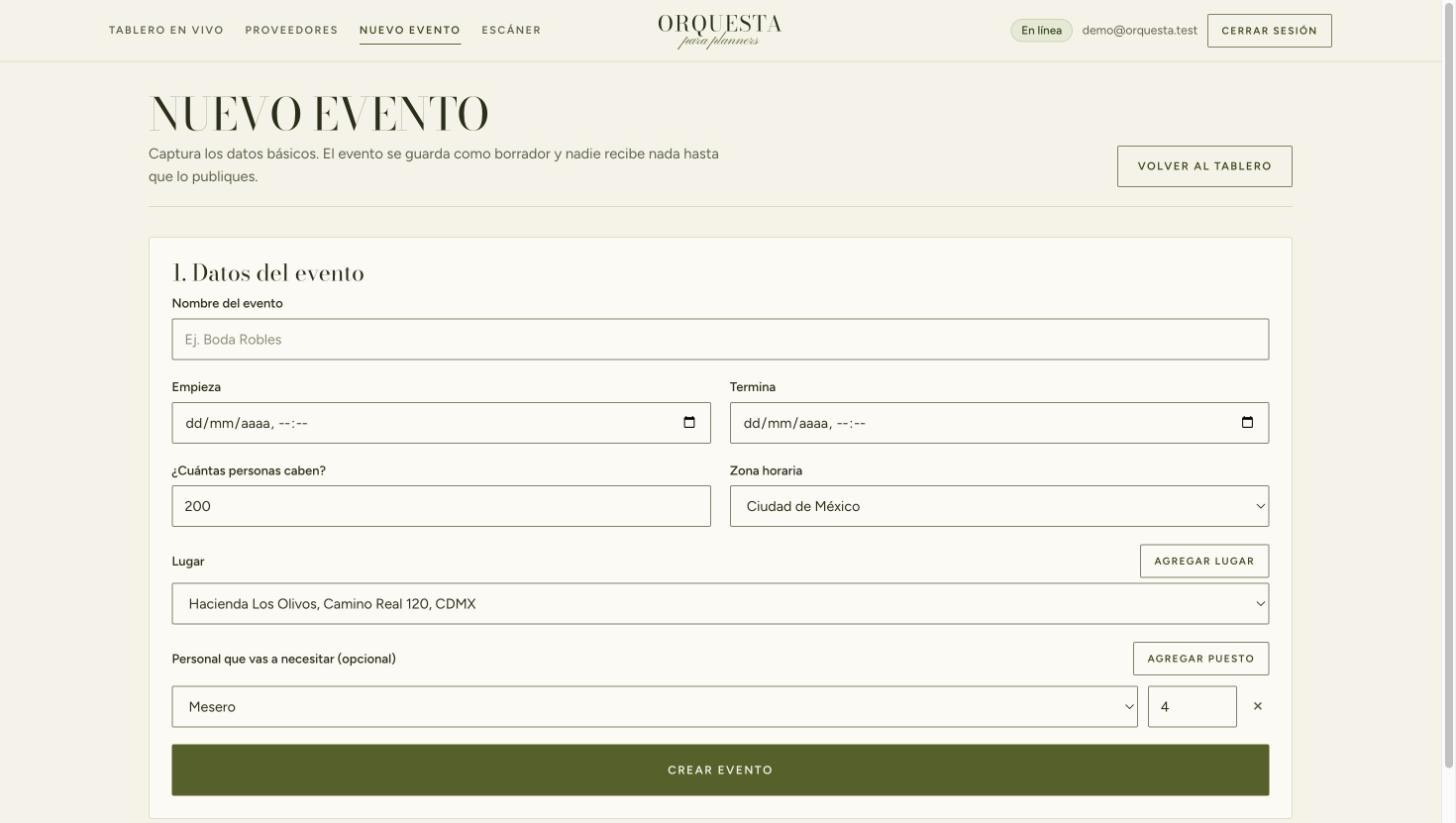 TABLERO EN VIVO PROVEEDORES NUEVO EVENTO ESCÁNER
ORQUESTA
para planners
En línea demo@orquesta.test CERRAR SESIÓN
NUEVO EVENTO
Captura los datos básicos. El evento se guarda como borrador y nadie recibe nada hasta
que lo publiques.
VOLVER AL TABLERO
1. Datos del evento
Nombre del evento
Ej. Boda Robles
Empieza Termina
dd/mm/aaaa, --:-- dd/mm/aaaa, --:--
¿Cuántas personas caben? Zona horaria
200 Ciudad de México
Lugar AGREGAR LUGAR
Hacienda Los Olivos, Camino Real 120, CDMX
Personal que vas a necesitar (opcional) AGREGAR PUESTO
Mesero 4 ×
CREAR EVENTO